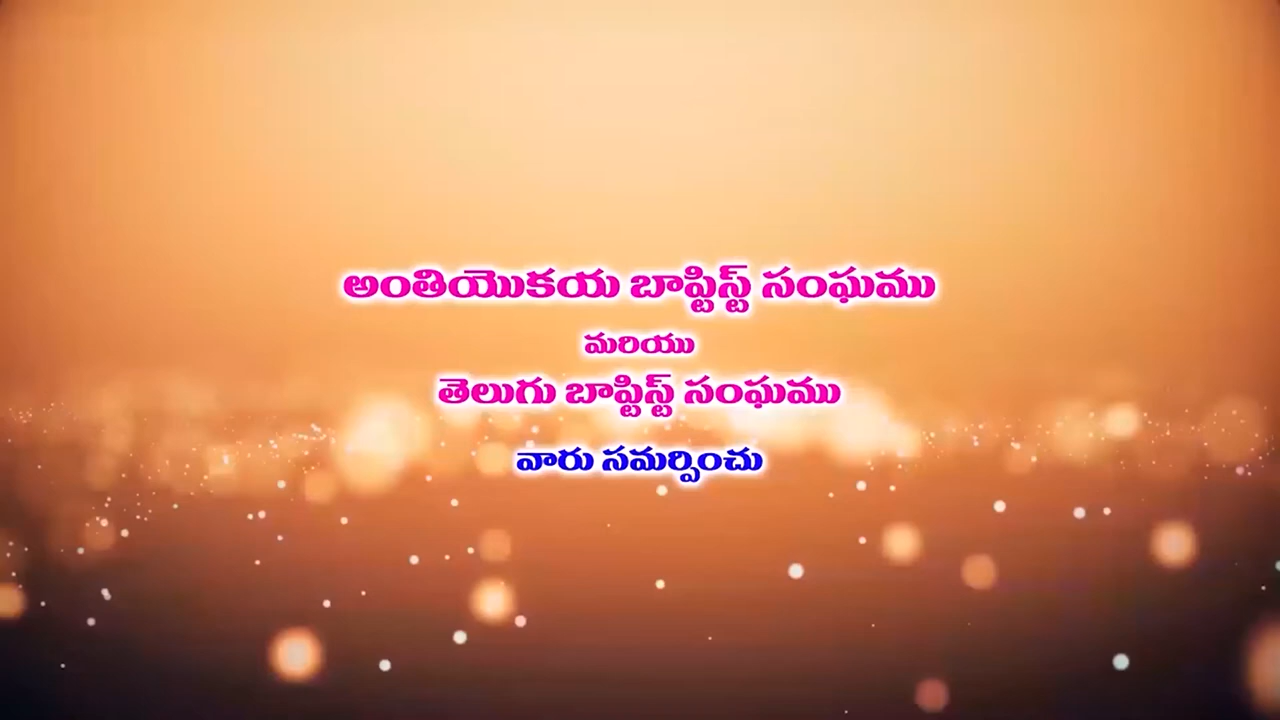 అంతియొకయ బాప్టిస్ట్ సంఘము
మరియు
తెలుగు బాప్టిస్ట్ సంఘము
వారు సమర్పించు